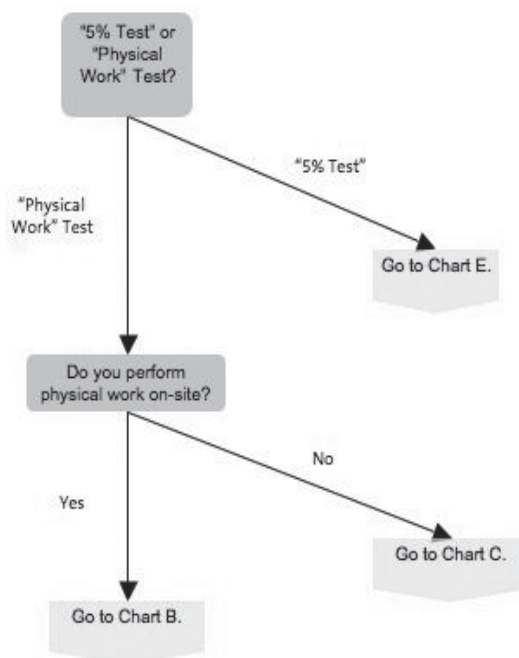 "5% Test" or
"Physical
Work" Test?
"5% Test"
"Physical
Work" Test
Go to Chart E.
Do you perform
physical work on-site?
No
Yes
Go to Chart C.
Go to Chart B.